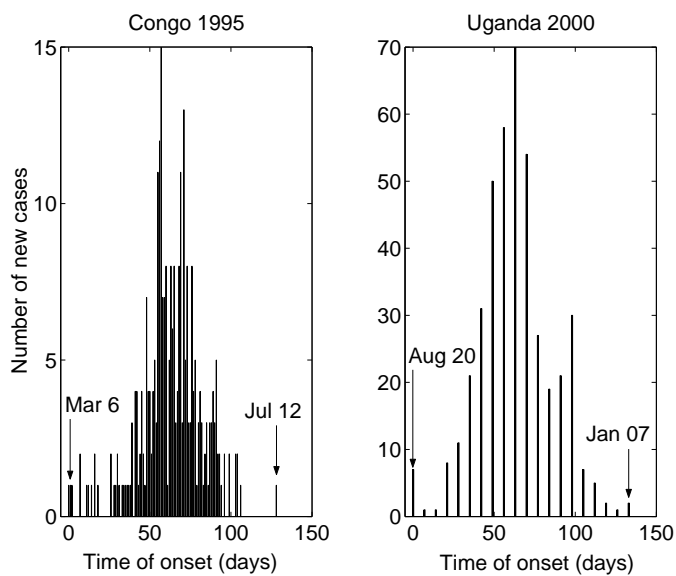 Congo 1995
Number of new cases
15
10
5
0
Mar 6
Jul 12
0 50 100 150
Time of onset (days)
Uganda 2000
70
60
50
40
30
20
10
0
Aug 20
Jan 07
0 50 100 150
Time of onset (days)